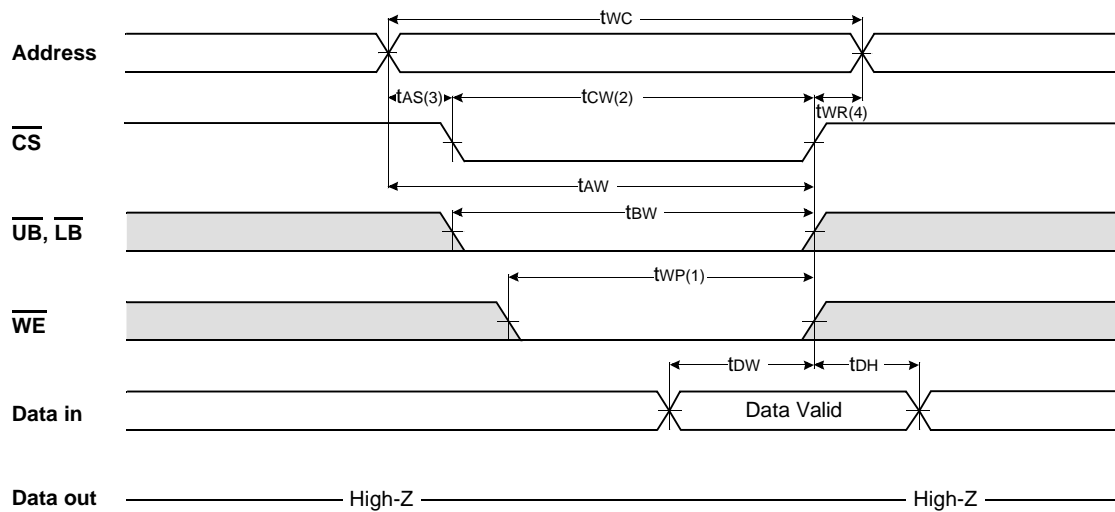 tWC
Address
tAS(3) tCW(2) tWR(4)
CS
tAW
UB, LB
tBW
tWP(1)
WE
tDW tDH
Data in Data Valid
Data out High-Z High-Z